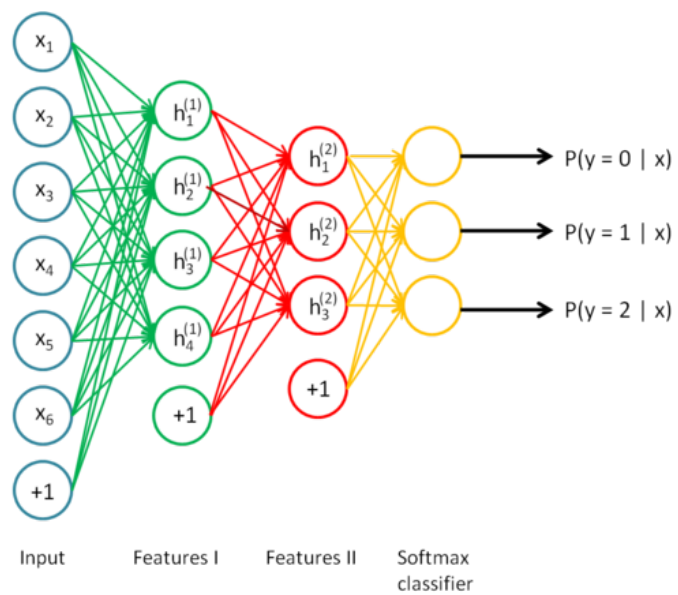 x₁
x₂
x₃
x₄
x₅
x₆
+1
h₁⁽¹⁾
h₂⁽¹⁾
h₃⁽¹⁾
h₄⁽¹⁾
+1
h₁⁽²⁾
h₂⁽²⁾
h₃⁽²⁾
+1
P(y = 0 | x)
P(y = 1 | x)
P(y = 2 | x)
Input
Features I
Features II
Softmax
classifier